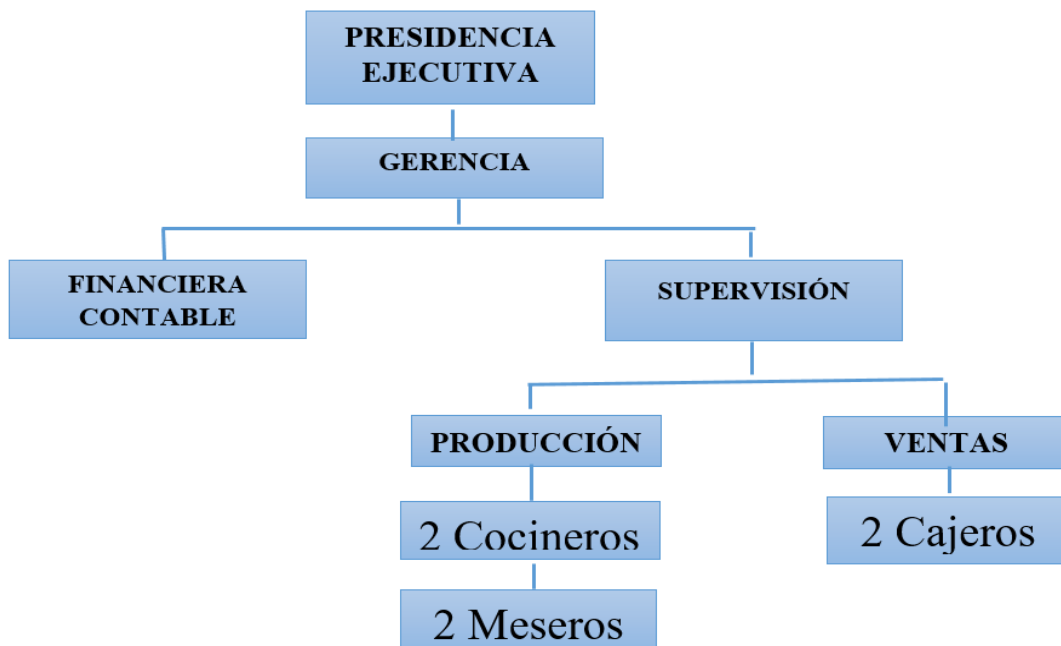 PRESIDENCIA
EJECUTIVA
GERENCIA
FINANCIERA
CONTABLE
SUPERVISIÓN
PRODUCCIÓN
VENTAS
2 Cocineros
2 Cajeros
2 Meseros